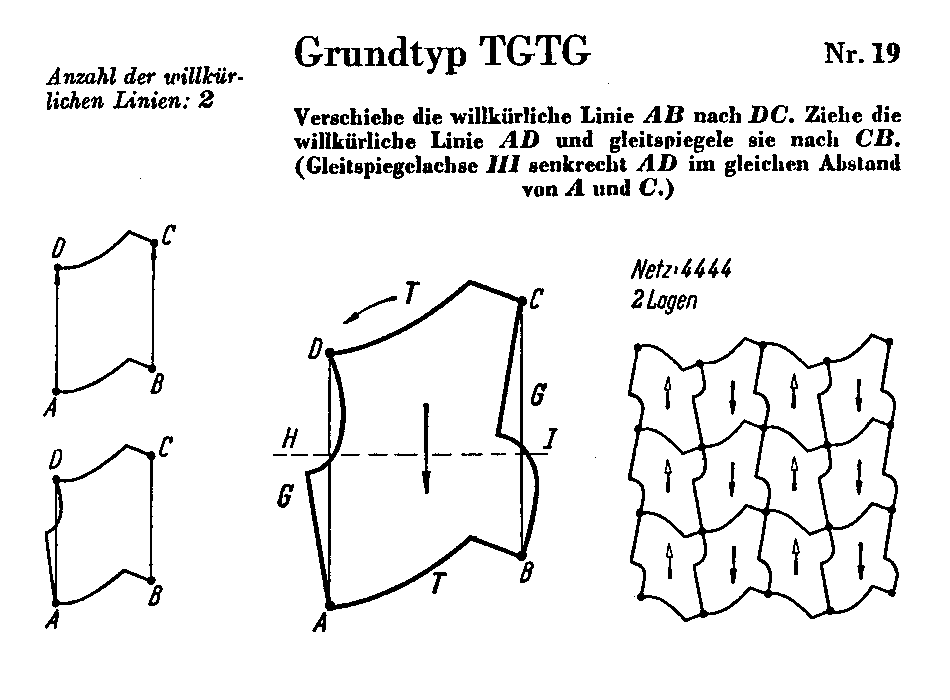 Grundtyp TGTG
Nr. 19
Anzahl der willkür-
lichen Linien: 2
Verschiebe die willkürliche Linie AB nach DC. Ziehe die
willkürliche Linie AD und gleitspiegele sie nach CB.
(Gleitspiegelachse III senkrecht AD im gleichen Abstand
von A und C.)
D
C
A
B
D
C
A
B
T
C
D
G
H
I
G
T
B
A
Netz: 4444
2 Lagen